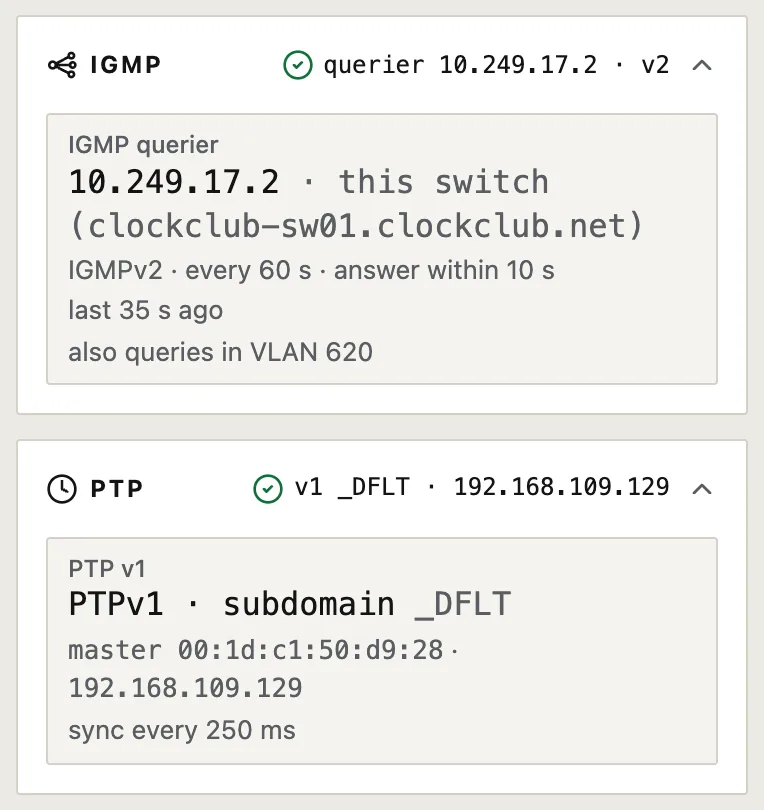 IGMP
querier 10.249.17.2 · v2
IGMP querier
10.249.17.2 · this switch
(clockclub-sw01.clockclub.net)
IGMPv2 · every 60 s · answer within 10 s
last 35 s ago
also queries in VLAN 620
PTP
v1 _DFLT · 192.168.109.129
PTP v1
PTPv1 · subdomain _DFLT
master 00:1d:c1:50:d9:28 ·
192.168.109.129
sync every 250 ms